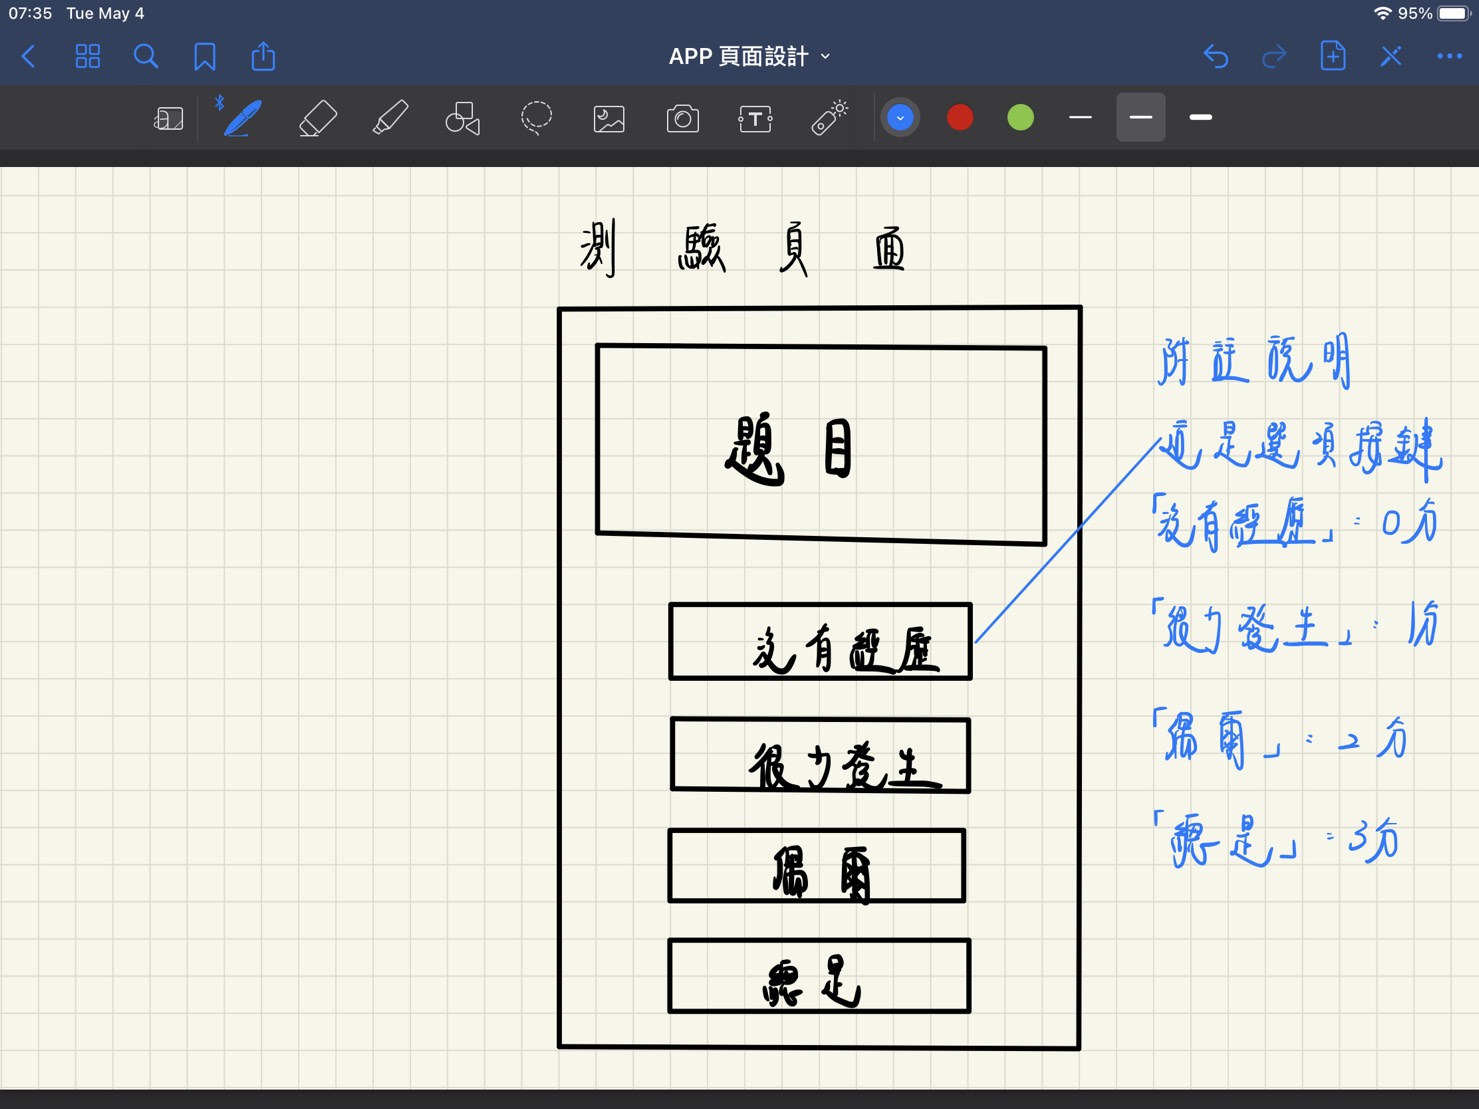 07:35 Tue May 4
95%
APP 頁面設計
T
測驗頁面
題目
沒有經歷
很少發生
偶爾
總是
附註說明
這是選項按鍵
「沒有經歷」=0分
「很少發生」=1分
「偶爾」=2分
「總是」=3分